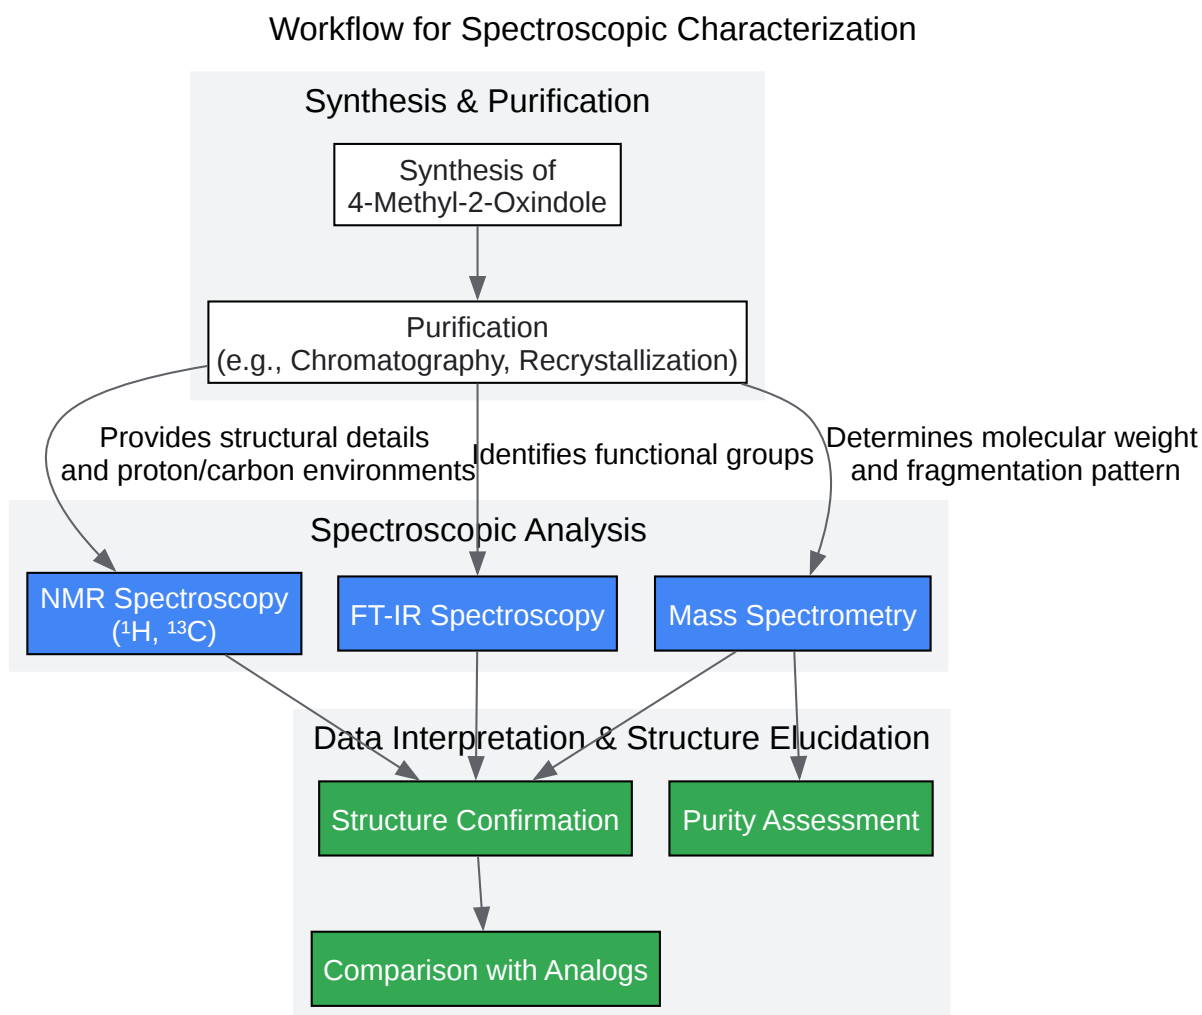 Workflow for Spectroscopic Characterization
Synthesis & Purification
Synthesis of
4-Methyl-2-Oxindole
Purification
(e.g., Chromatography, Recrystallization)
Provides structural details
and proton/carbon environments
Identifies functional groups
Determines molecular weight
and fragmentation pattern
Spectroscopic Analysis
NMR Spectroscopy
(¹H, ¹³C)
FT-IR Spectroscopy
Mass Spectrometry
Data Interpretation & Structure Elucidation
Structure Confirmation
Purity Assessment
Comparison with Analogs